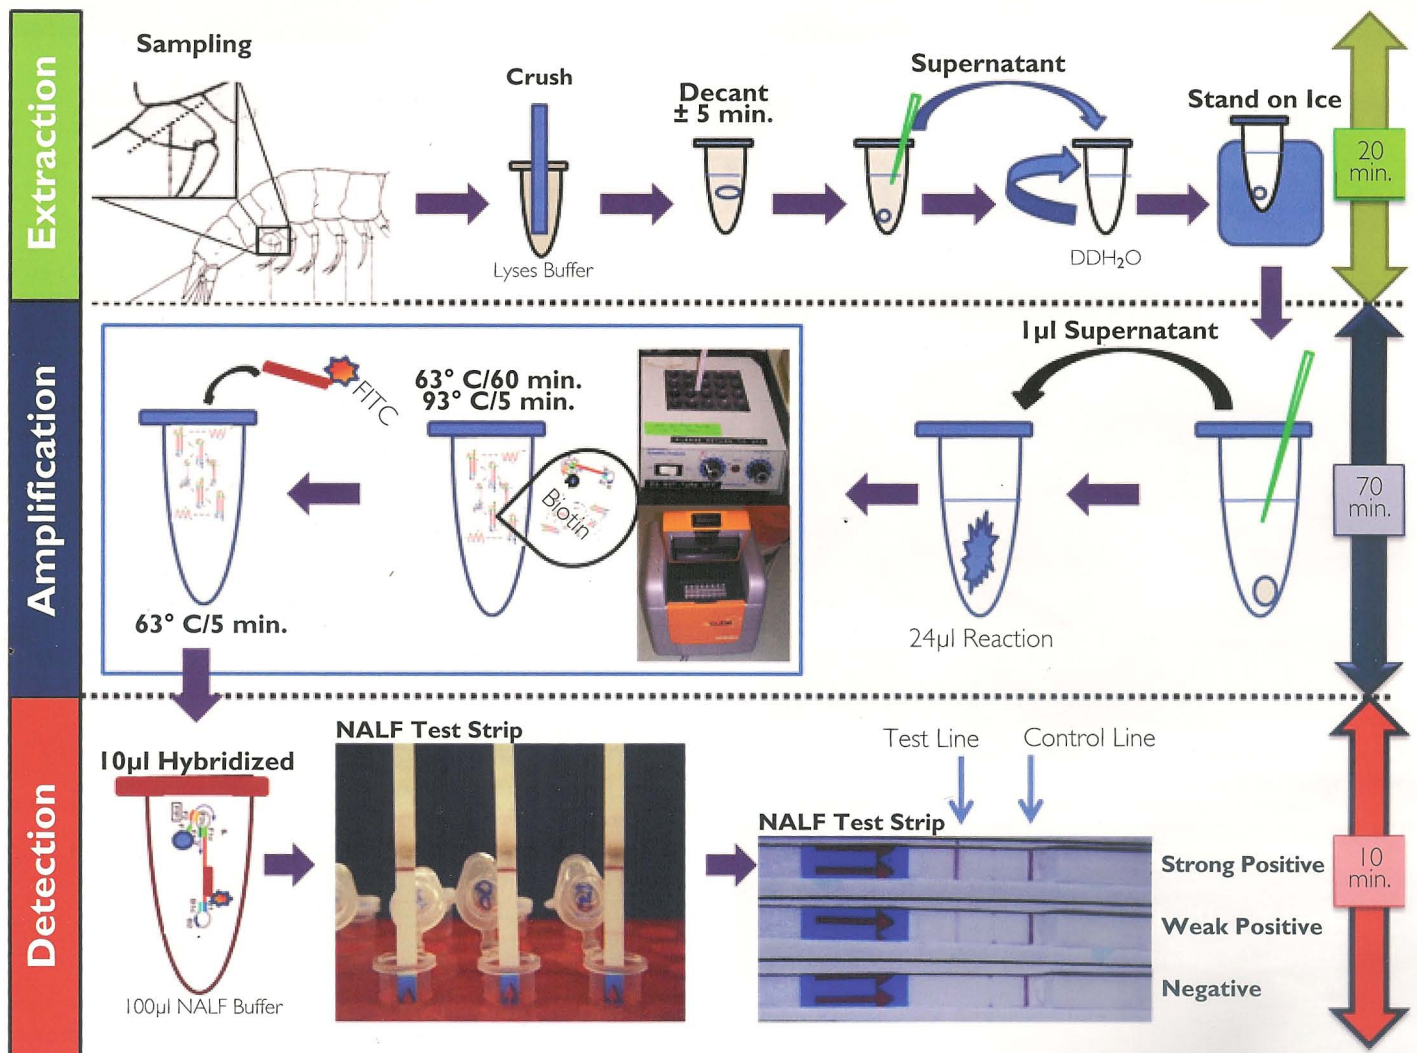 Extraction
Sampling
Crush
Lyses Buffer
Decant
± 5 min.
Supernatant
DDH₂O
Stand on Ice
20
min.
Amplification
1µl Supernatant
24µl Reaction
63° C/60 min.
93° C/5 min.
Biotin
FITC
63° C/5 min.
70
min.
Detection
10µl Hybridized
100µl NALF Buffer
NALF Test Strip
Test Line
Control Line
NALF Test Strip
Strong Positive
Weak Positive
Negative
10
min.